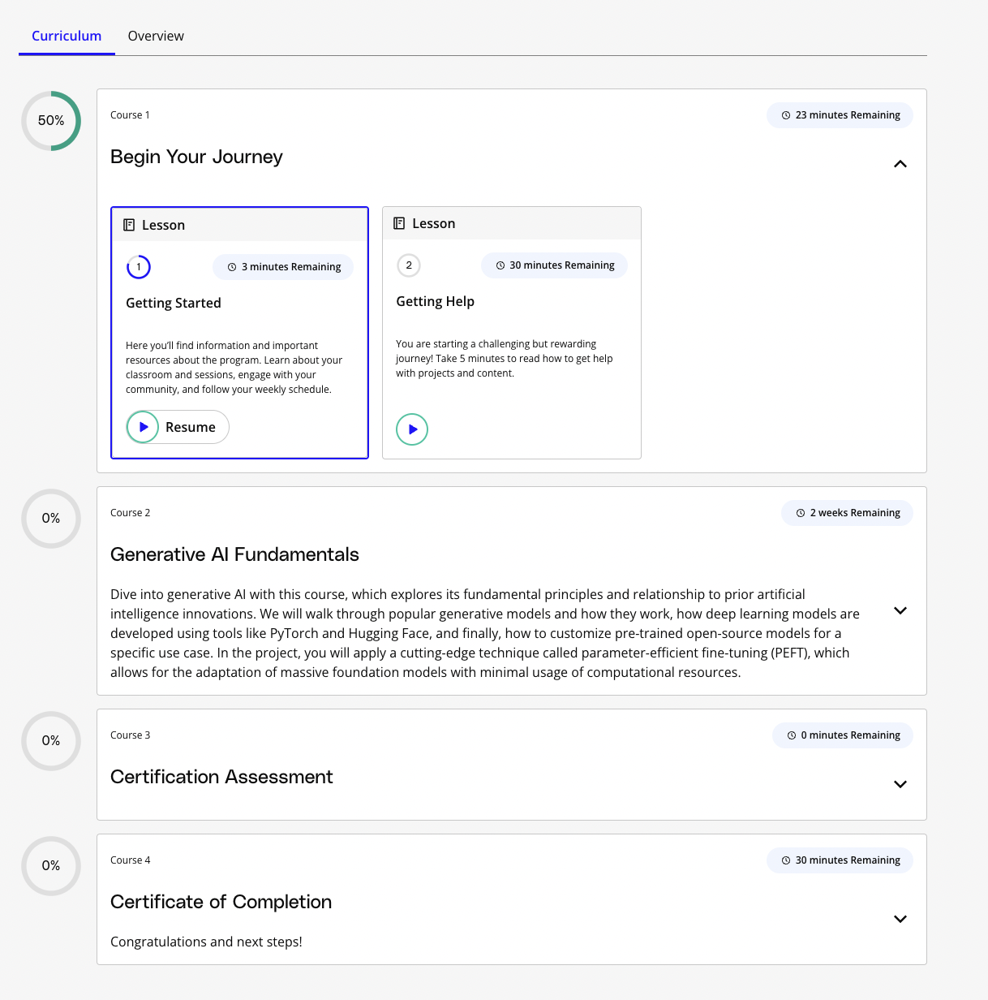 Curriculum
Overview
50%
Course 1
23 minutes Remaining
Begin Your Journey
Lesson
1
3 minutes Remaining
Getting Started
Here you'll find information and important
resources about the program. Learn about your
classroom and sessions, engage with your
community, and follow your weekly schedule.
Resume
Lesson
2
30 minutes Remaining
Getting Help
You are starting a challenging but rewarding
journey! Take 5 minutes to read how to get help
with projects and content.
0%
Course 2
2 weeks Remaining
Generative AI Fundamentals
Dive into generative AI with this course, which explores its fundamental principles and relationship to prior artificial
intelligence innovations. We will walk through popular generative models and how they work, how deep learning models are
developed using tools like PyTorch and Hugging Face, and finally, how to customize pre-trained open-source models for a
specific use case. In the project, you will apply a cutting-edge technique called parameter-efficient fine-tuning (PEFT), which
allows for the adaptation of massive foundation models with minimal usage of computational resources.
0%
Course 3
0 minutes Remaining
Certification Assessment
0%
Course 4
30 minutes Remaining
Certificate of Completion
Congratulations and next steps!